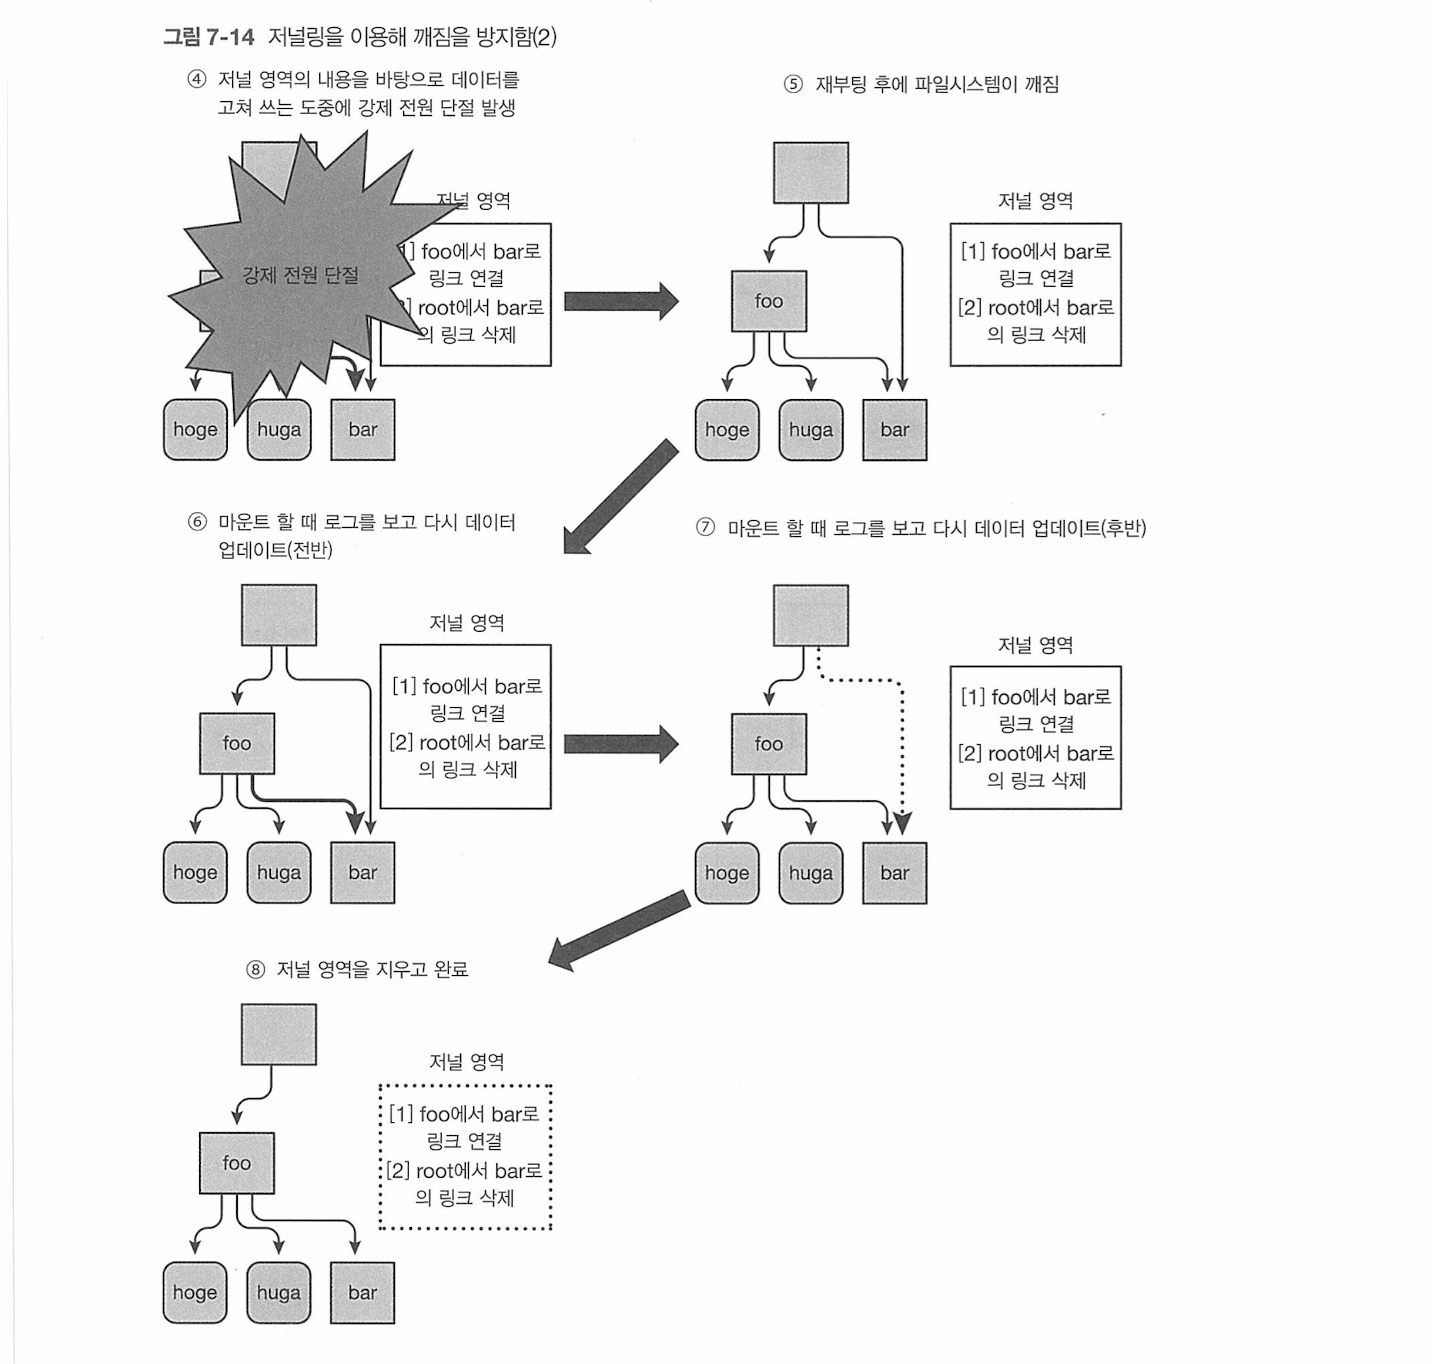 그림 7-14 저널링을 이용해 깨짐을 방지함(2)
④ 저널 영역의 내용을 바탕으로 데이터를
고쳐 쓰는 도중에 강제 전원 단절 발생
저널 영역
1] foo에서 bar로
링크 연결
] root에서 bar로
의 링크 삭제
강제 전원 단절
hoge
huga
bar
⑤ 재부팅 후에 파일시스템이 깨짐
저널 영역
[1] foo에서 bar로
링크 연결
[2] root에서 bar로
의 링크 삭제
foo
hoge
huga
bar
⑥ 마운트 할 때 로그를 보고 다시 데이터
업데이트(전반)
저널 영역
[1] foo에서 bar로
링크 연결
[2] root에서 bar로
의 링크 삭제
foo
hoge
huga
bar
⑦ 마운트 할 때 로그를 보고 다시 데이터 업데이트(후반)
저널 영역
[1] foo에서 bar로
링크 연결
[2] root에서 bar로
의 링크 삭제
foo
hoge
huga
bar
⑧ 저널 영역을 지우고 완료
저널 영역
[1] foo에서 bar로
링크 연결
[2] root에서 bar로
의 링크 삭제
foo
hoge
huga
bar